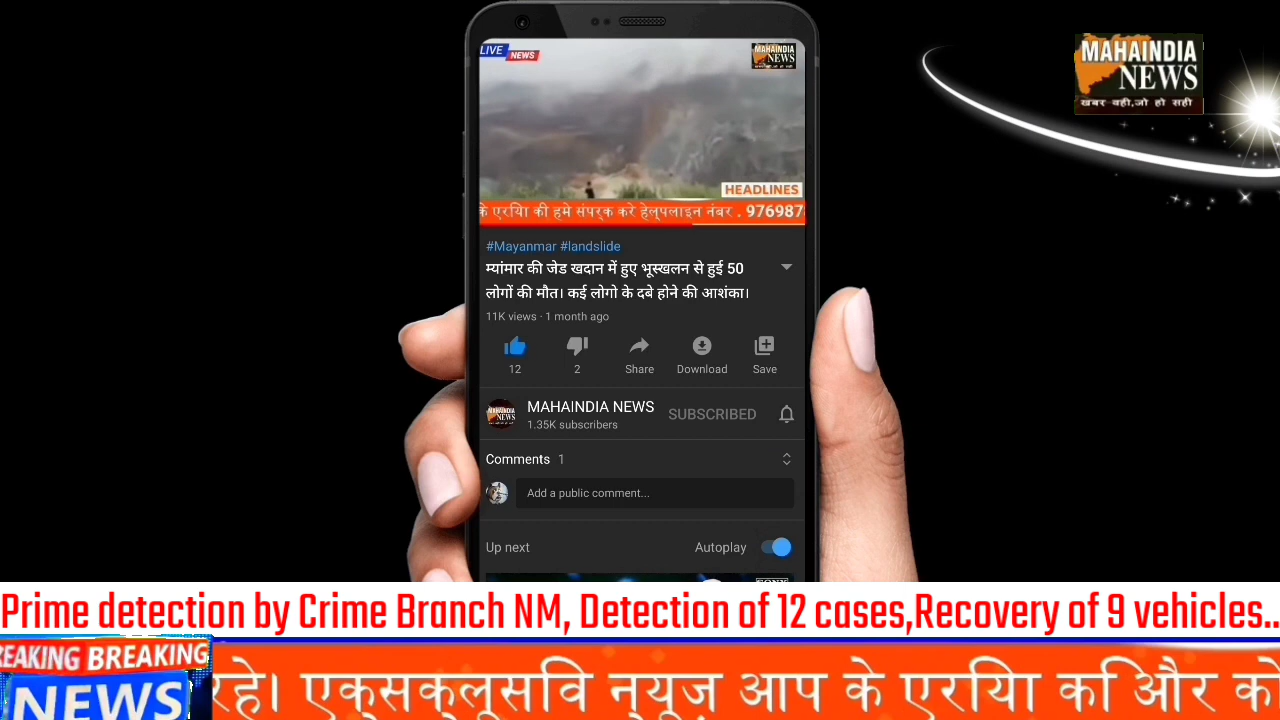 LIVE
NEWS
MAHAINDIA
NEWS
HEADLINES
के एरिया की हमे संपर्क करे हेल्पलाइन नंबर . 976987
#Mayanmar #landslide
म्यांमार की जेड खदान में हुए भूस्खलन से हुई 50
लोगों की मौत। कई लोगो के दबे होने की आशंका।
11K views · 1 month ago
12
2
Share
Download
Save
MAHAINDIA NEWS
SUBSCRIBED
1.35K subscribers
Comments 1
Add a public comment...
Up next
Autoplay
MAHAINDIA
NEWS
खबर वही,जो हो सही
Prime detection by Crime Branch NM, Detection of 12 cases,Recovery of 9 vehicles..
REAKING BREAKING
NEWS
रहे। एक्सक्लूसिव न्यूज आप के एरिया कि और को